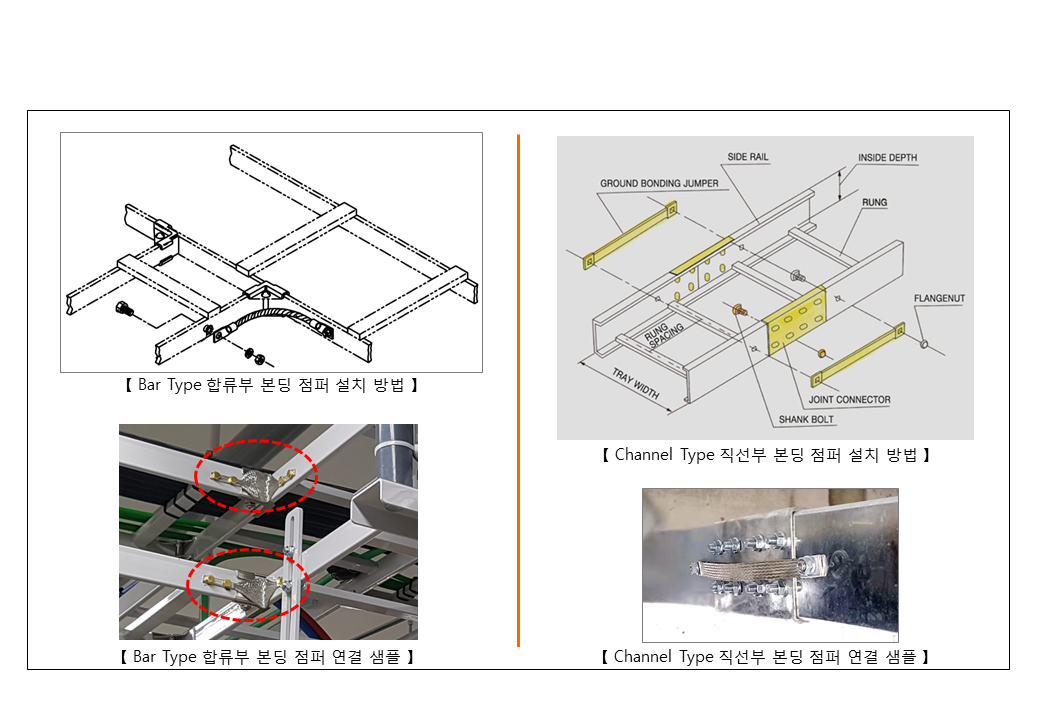 【 Bar Type 합류부 본딩 점퍼 설치 방법 】
【 Bar Type 합류부 본딩 점퍼 연결 샘플 】
SIDE RAIL
INSIDE DEPTH
GROUND BONDING JUMPER
RUNG
FLANGENUT
RUNG
SPACING
TRAY WIDTH
JOINT CONNECTOR
SHANK BOLT
【 Channel Type 직선부 본딩 점퍼 설치 방법 】
【 Channel Type 직선부 본딩 점퍼 연결 샘플 】